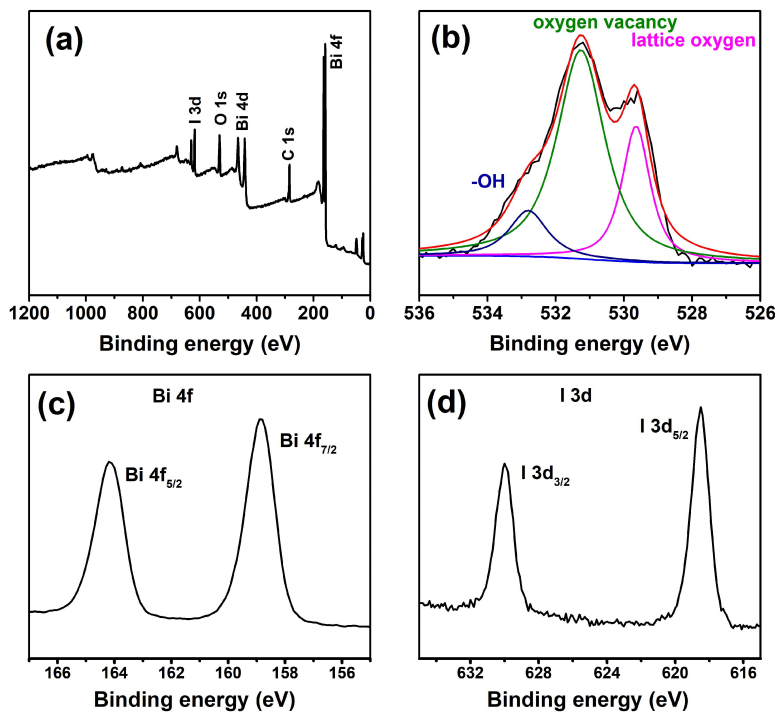 (a)
I 3d
O 1s
Bi 4d
C 1s
Bi 4f
1200 1000 800 600 400 200 0
Binding energy (eV)
(b)
oxygen vacancy
lattice oxygen
-OH
536 534 532 530 528 526
Binding energy (eV)
(c)
Bi 4f
Bi 4f5/2
Bi 4f7/2
166 164 162 160 158 156
Binding energy (eV)
(d)
I 3d
I 3d3/2
I 3d5/2
632 628 624 620 616
Binding energy (eV)